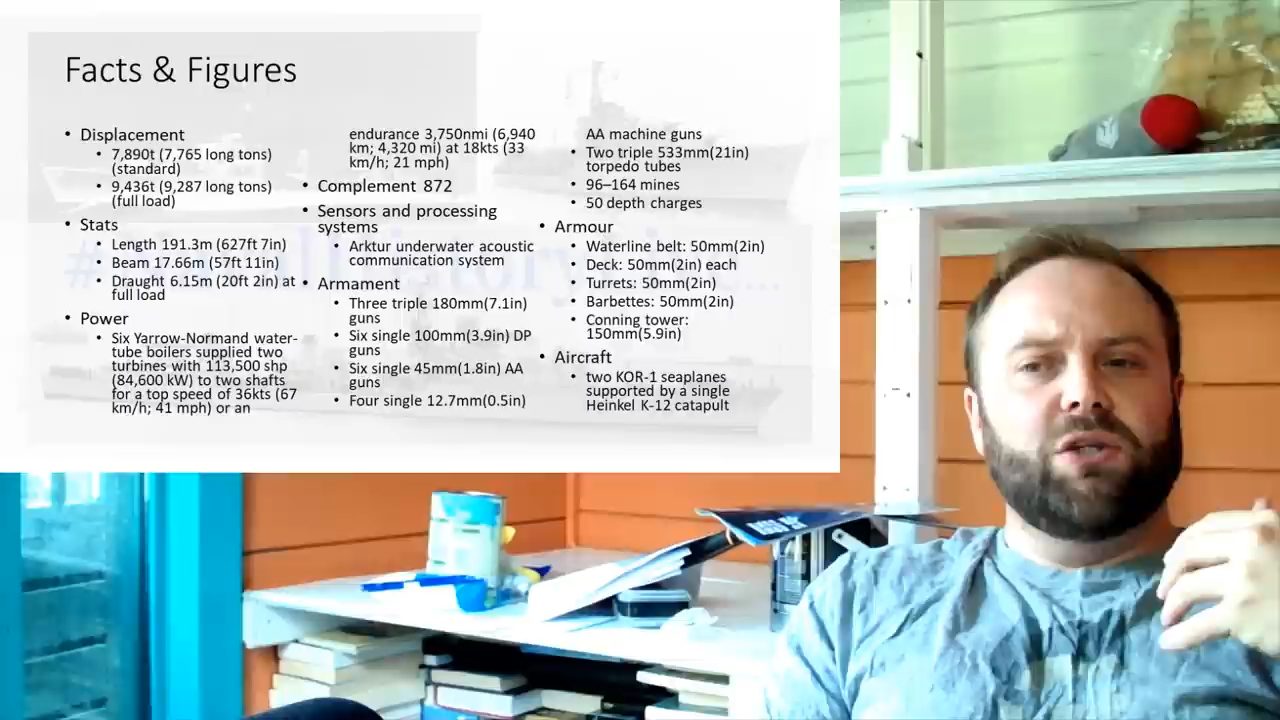 Facts & Figures
• Displacement
• 7,890t (7,765 long tons)
(standard)
• 9,436t (9,287 long tons)
(full load)
• Stats
• Length 191.3m (627ft 7in)
• Beam 17.66m (57ft 11in)
• Draught 6.15m (20ft 2in) at
full load
• Power
• Six Yarrow-Normand water-
tube boilers supplied two
turbines with 113,500 shp
(84,600 kW) to two shafts
for a top speed of 36kts (67
km/h; 41 mph) or an
endurance 3,750nmi (6,940
km; 4,320 mi) at 18kts (33
km/h; 21 mph)
• Complement 872
• Sensors and processing
systems
• Arktur underwater acoustic
communication system
• Armament
• Three triple 180mm(7.1in)
guns
• Six single 100mm(3.9in) DP
guns
• Six single 45mm(1.8in) AA
guns
• Four single 12.7mm(0.5in)
AA machine guns
• Two triple 533mm(21in)
torpedo tubes
• 96–164 mines
• 50 depth charges
• Armour
• Waterline belt: 50mm(2in)
• Deck: 50mm(2in) each
• Turrets: 50mm(2in)
• Barbettes: 50mm(2in)
• Conning tower:
150mm(5.9in)
• Aircraft
• two KOR-1 seaplanes
supported by a single
Heinkel K-12 catapult